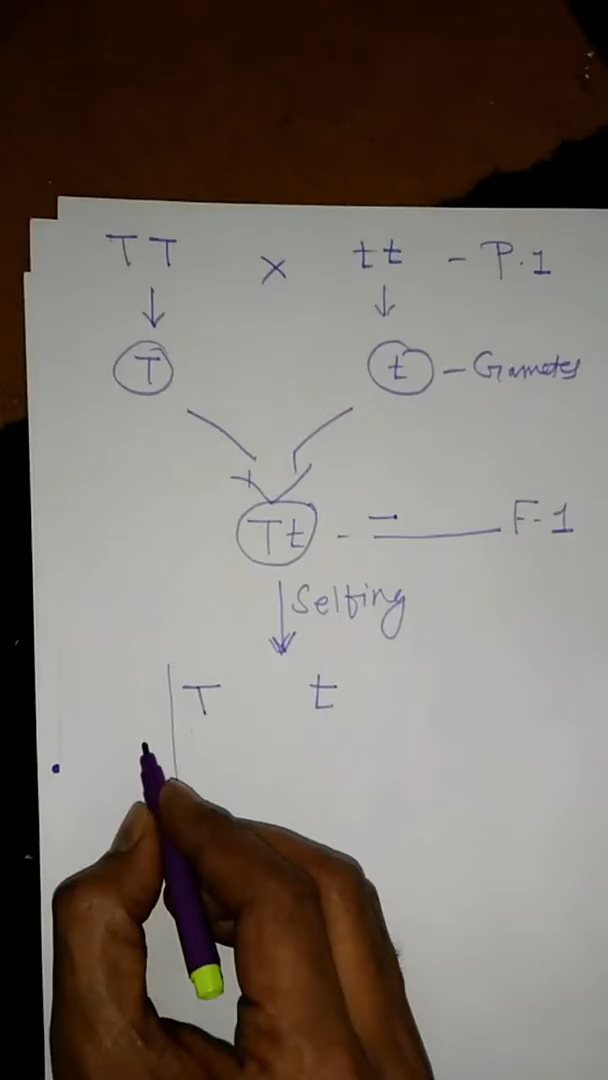 TT × tt - P.1
T t - Gametes
Tt - F-1
Selfing
T t